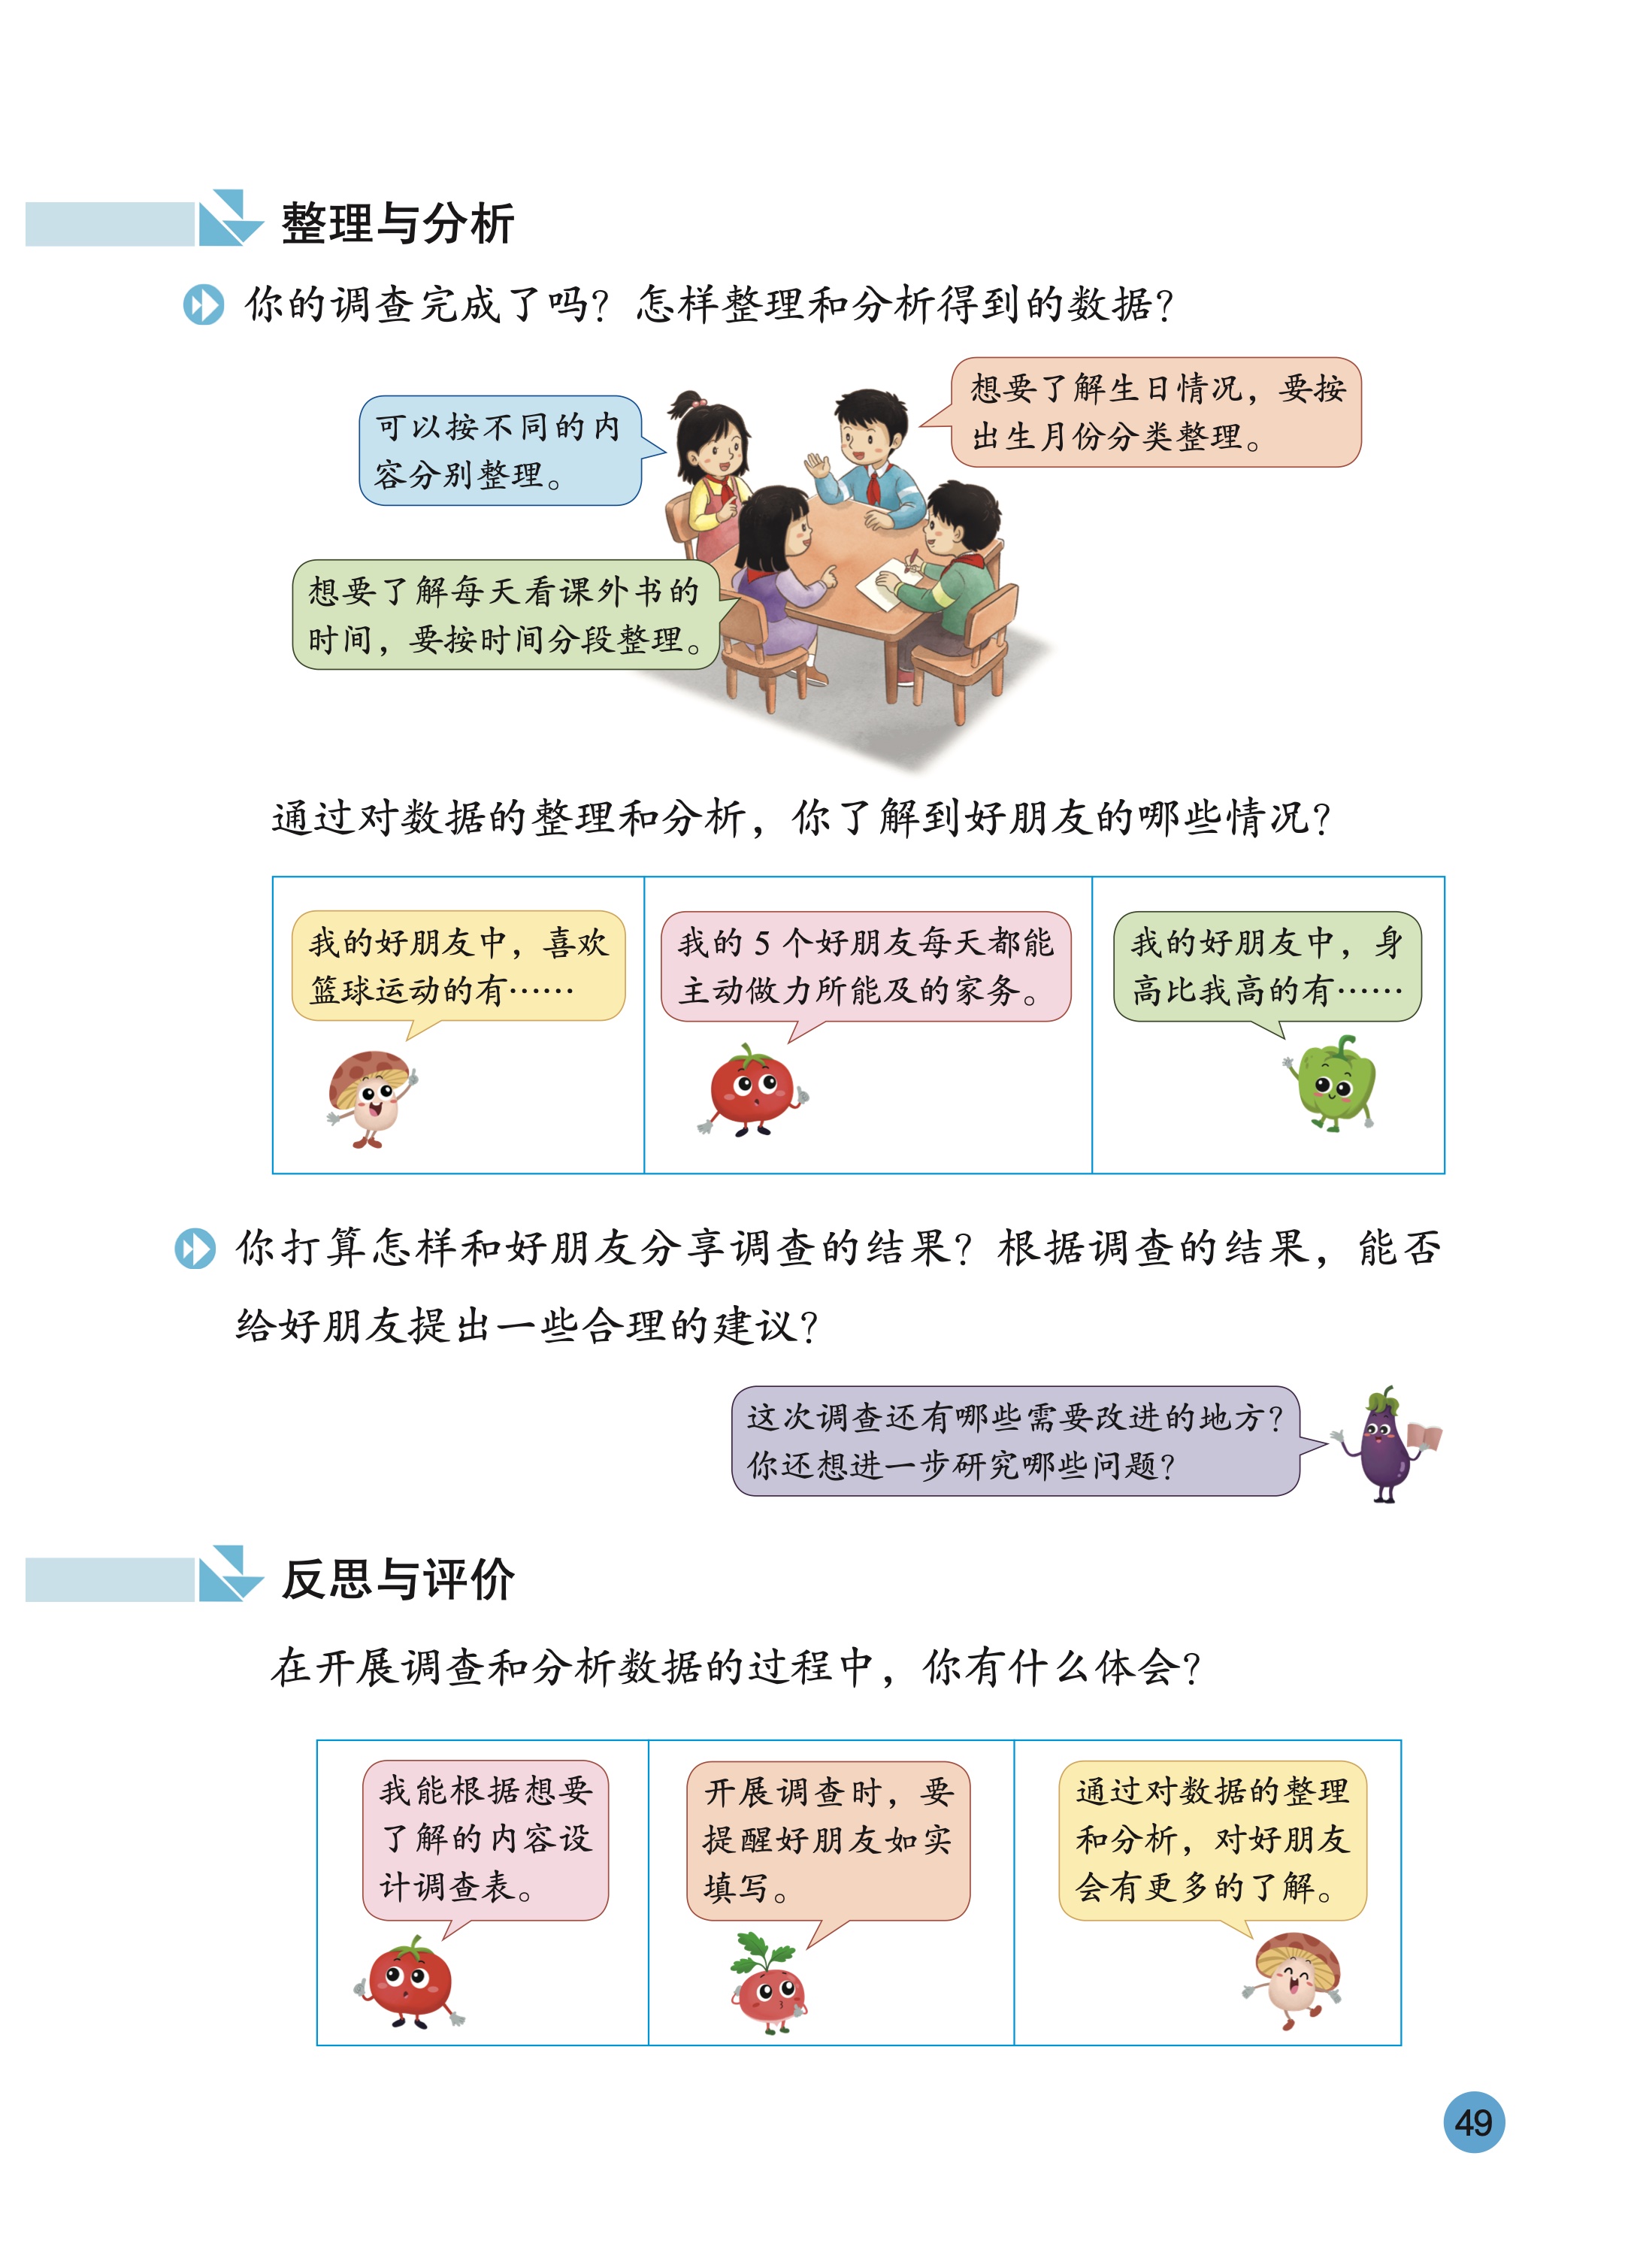 整理与分析
你的调查完成了吗？怎样整理和分析得到的数据？
想要了解生日情况，要按
出生月份分类整理。
可以按不同的内
容分别整理。
想要了解每天看课外书的
时间，要按时间分段整理。
通过对数据的整理和分析，你了解到好朋友的哪些情况？
我的好朋友中，喜欢
篮球运动的有……
我的 5 个好朋友每天都能
主动做力所能及的家务。
我的好朋友中，身
高比我高的有……
你打算怎样和好朋友分享调查的结果？根据调查的结果，能否
给好朋友提出一些合理的建议？
这次调查还有哪些需要改进的地方？
你还想进一步研究哪些问题？
反思与评价
在开展调查和分析数据的过程中，你有什么体会？
我能根据想要
了解的内容设
计调查表。
开展调查时，要
提醒好朋友如实
填写。
通过对数据的整理
和分析，对好朋友
会有更多的了解。
49